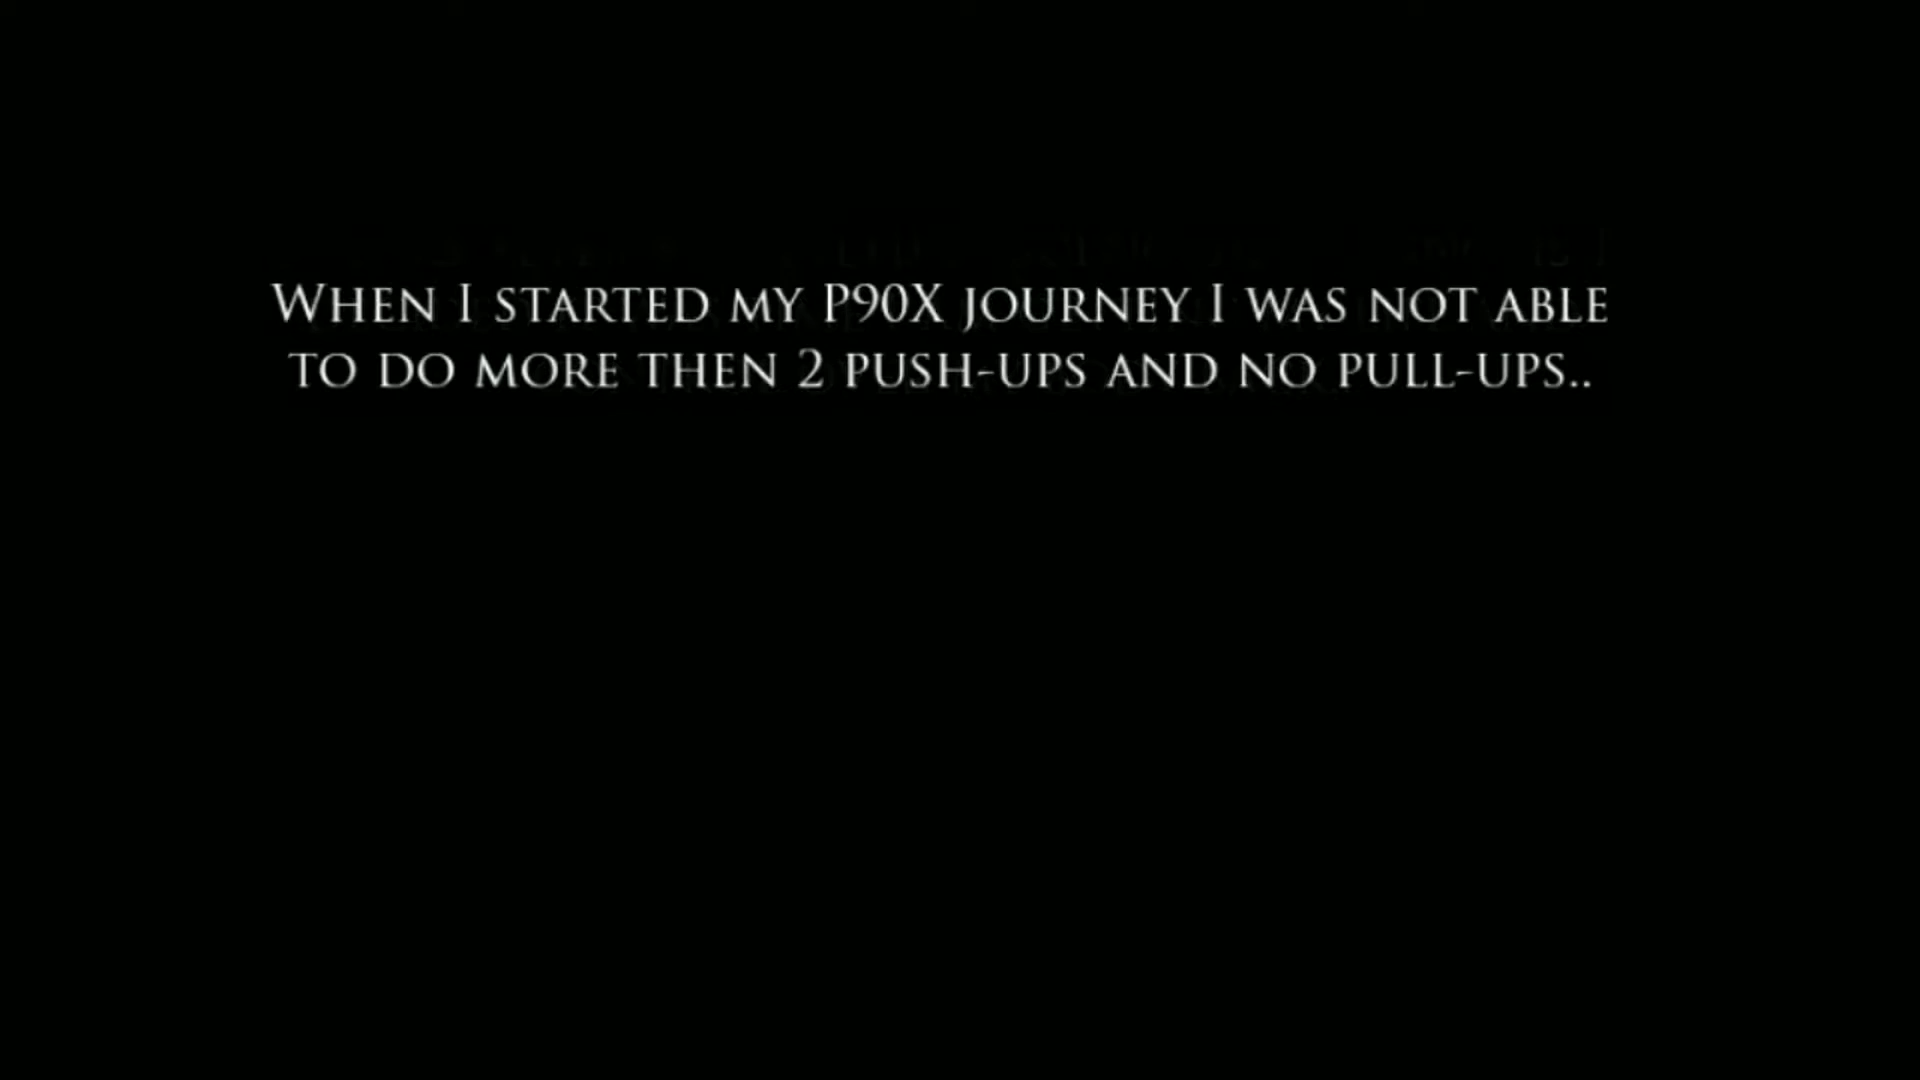 When I started my P90X journey I was not able
to do more then 2 push-ups and no pull-ups..